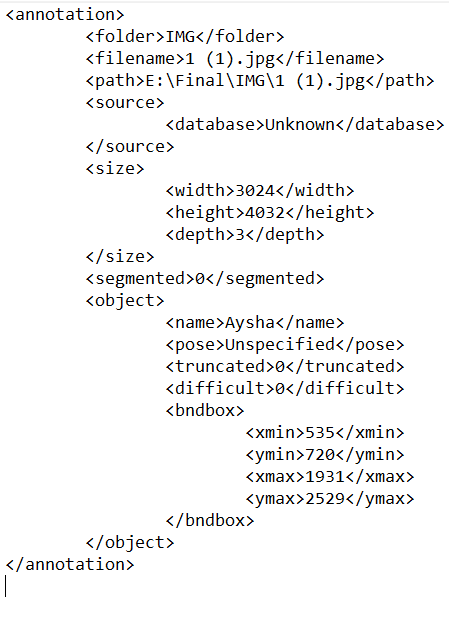 <annotation>
<folder>IMG</folder>
<filename>1 (1).jpg</filename>
<path>E:\Final\IMG\1 (1).jpg</path>
<source>
<database>Unknown</database>
</source>
<size>
<width>3024</width>
<height>4032</height>
<depth>3</depth>
</size>
<segmented>0</segmented>
<object>
<name>Aysha</name>
<pose>Unspecified</pose>
<truncated>0</truncated>
<difficult>0</difficult>
<bndbox>
<xmin>535</xmin>
<ymin>720</ymin>
<xmax>1931</xmax>
<ymax>2529</ymax>
</bndbox>
</object>
</annotation>